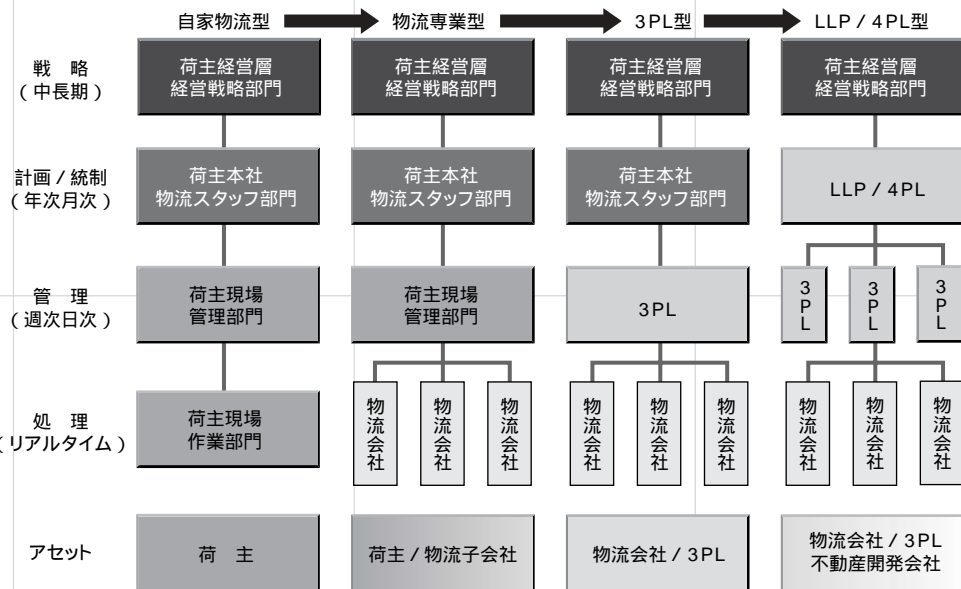 自家物流型 物流専業型 3PL型 LLP / 4PL型
戦　略
( 中長期 )
荷主経営層
経営戦略部門
荷主経営層
経営戦略部門
荷主経営層
経営戦略部門
荷主経営層
経営戦略部門
計画 / 統制
( 年次月次 )
荷主本社
物流スタッフ部門
荷主本社
物流スタッフ部門
荷主本社
物流スタッフ部門
LLP / 4PL
管　理
( 週次日次 )
荷主現場
管理部門
荷主現場
管理部門
3PL
3PL
3PL
3PL
処　理
( リアルタイム )
荷主現場
作業部門
物流会社
物流会社
物流会社
物流会社
物流会社
物流会社
物流会社
物流会社
物流会社
アセット
荷　主
荷主 / 物流子会社
物流会社 / 3PL
物流会社 / 3PL
不動産開発会社